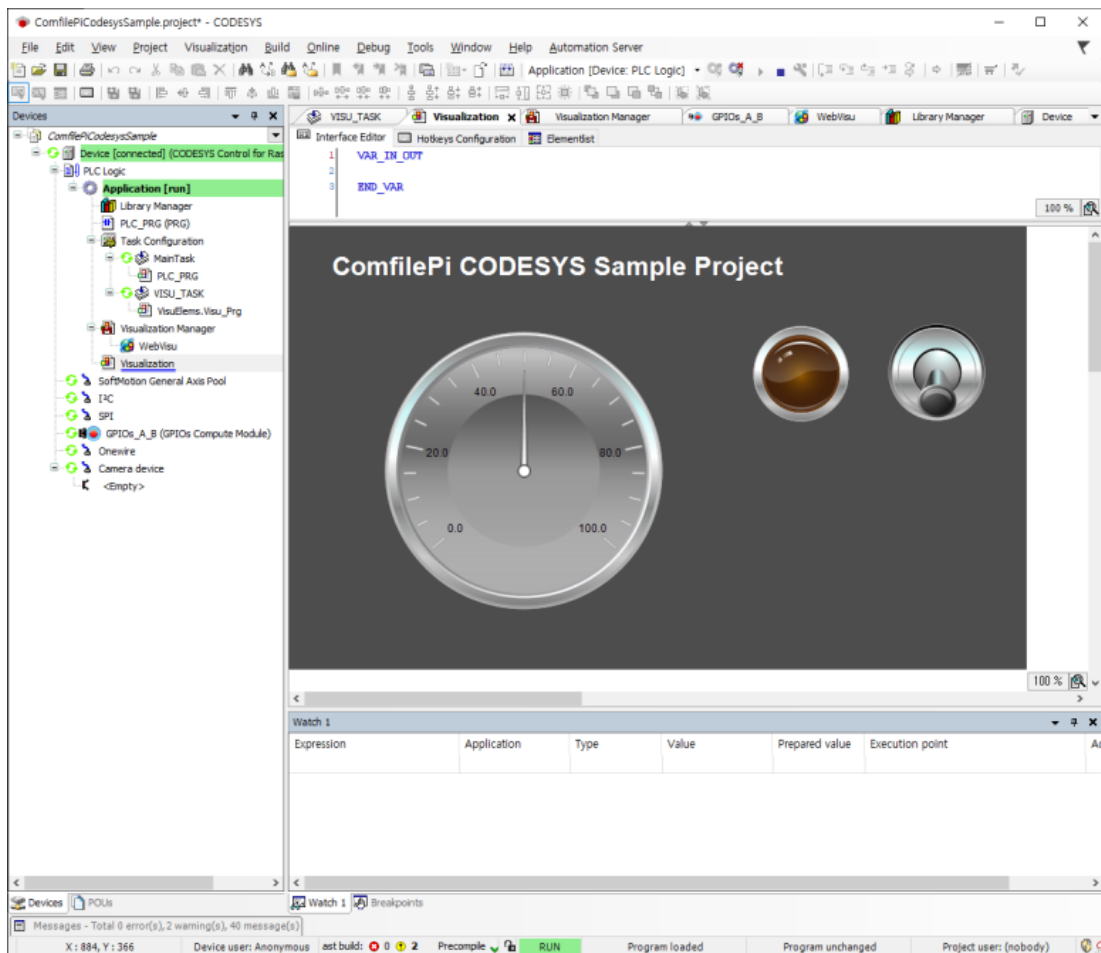 ComfilePiCodesysSample.project* - CODESYS
File Edit View Project Visualization Build Online Debug Tools Window Help Automation Server
Application [Device: PLC Logic]
Devices
VISU_TASK Visualization Visualization Manager GPIOs_A_B WebVisu Library Manager Device
Interface Editor Hotkeys Configuration Elementlist
ComfilePiCodesysSample
Device [connected] (CODESYS Control for Ras
PLC Logic
Application [run]
Library Manager
PLC_PRG (PRG)
Task Configuration
MainTask
PLC_PRG
VISU_TASK
VisuElems.Visu_Prg
Visualization Manager
WebVisu
Visualization
SoftMotion General Axis Pool
I²C
SPI
GPIOs_A_B (GPIOs Compute Module)
Onewire
Camera device
<Empty>
1 VAR_IN_OUT
2
3 END_VAR
100 %
ComfilePi CODESYS Sample Project
40.0 60.0
20.0 80.0
0.0 100.0
100 %
Watch 1
Expression Application Type Value Prepared value Execution point Ad
Devices POUs
Watch 1 Breakpoints
Messages - Total 0 error(s), 2 warning(s), 40 message(s)
X : 884, Y : 366 Device user: Anonymous ast build: 0 2 Precompile RUN Program loaded Program unchanged Project user: (nobody)